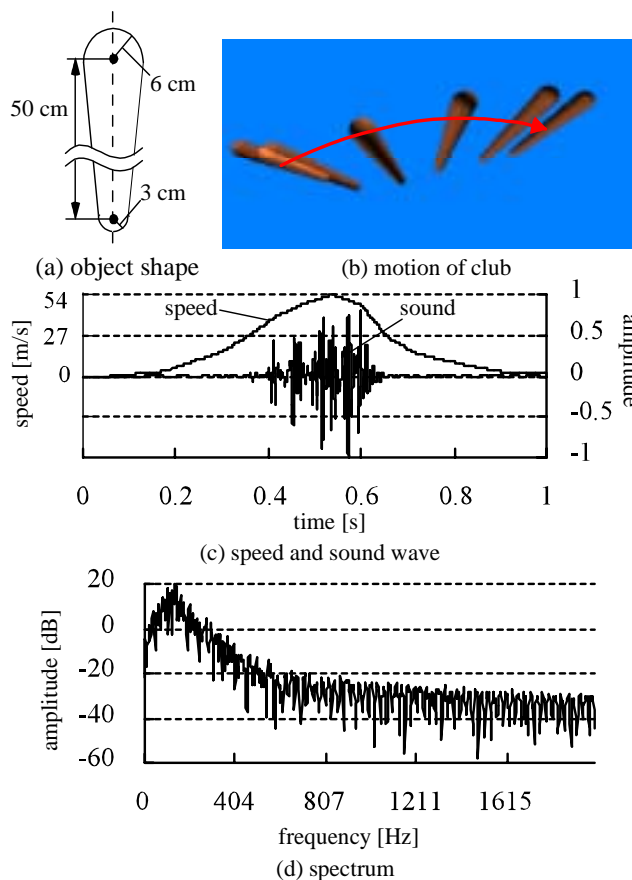 6 cm
50 cm
3 cm
(a) object shape
(b) motion of club
54
27
0
speed [m/s]
speed
sound
1
0.5
0
-0.5
-1
amplitude
0 0.2 0.4 0.6 0.8 1
time [s]
(c) speed and sound wave
20
0
-20
-40
-60
amplitude [dB]
0 404 807 1211 1615
frequency [Hz]
(d) spectrum